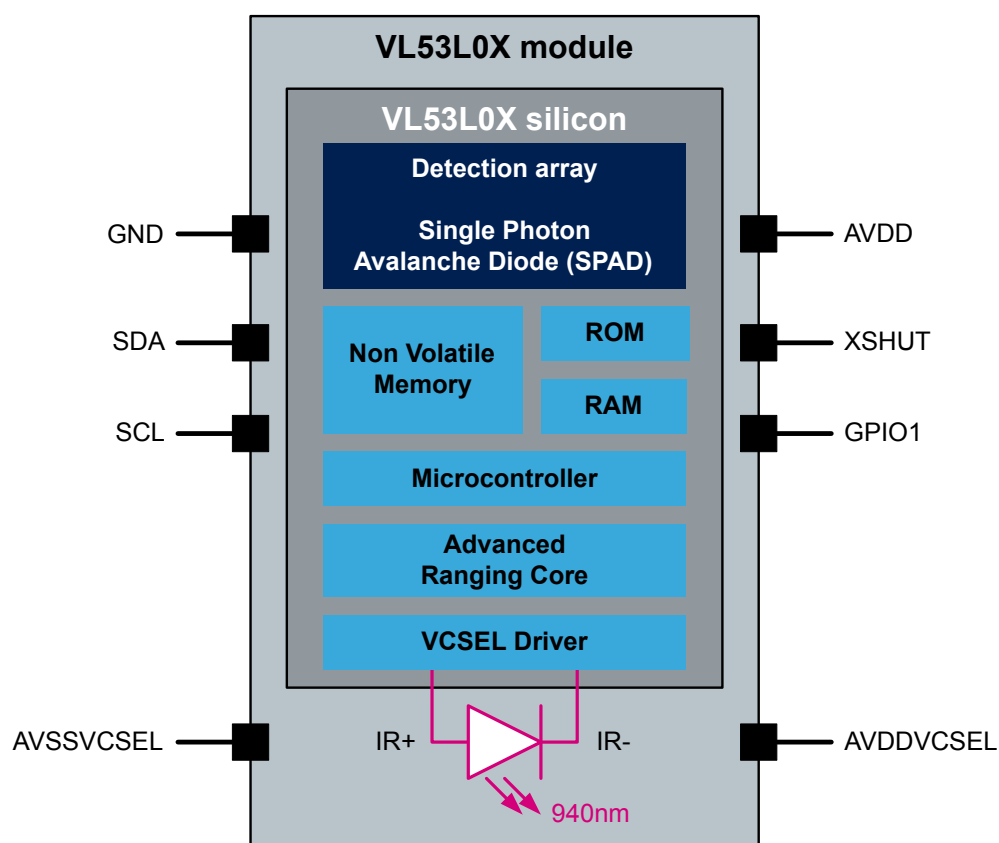 VL53L0X module
VL53L0X silicon
Detection array
Single Photon
Avalanche Diode (SPAD)
GND
AVDD
SDA
XSHUT
Non Volatile
Memory
ROM
RAM
SCL
GPIO1
Microcontroller
Advanced
Ranging Core
VCSEL Driver
AVSSVCSEL
IR+
IR-
AVDDVCSEL
940nm